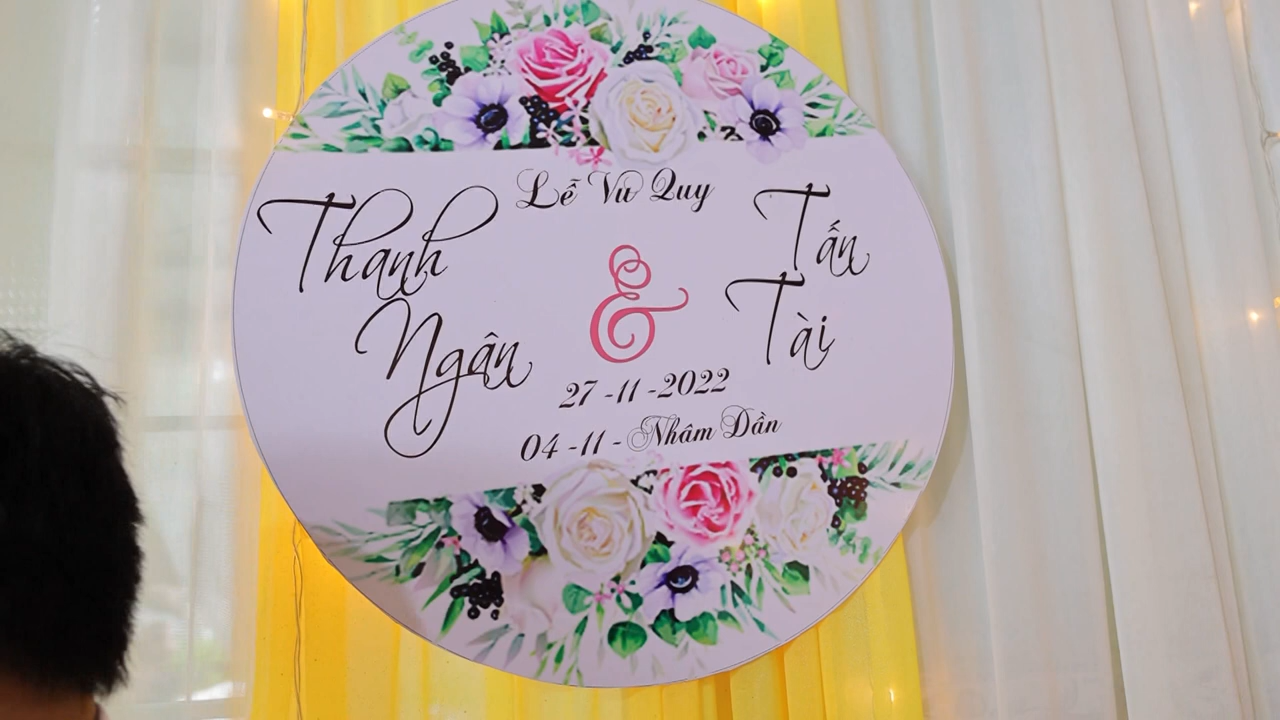 Lễ Vu Quy
Thanh
Ngân
&
Tấn
Tài
27 -11 -2022
04 -11 - Nhâm Dần